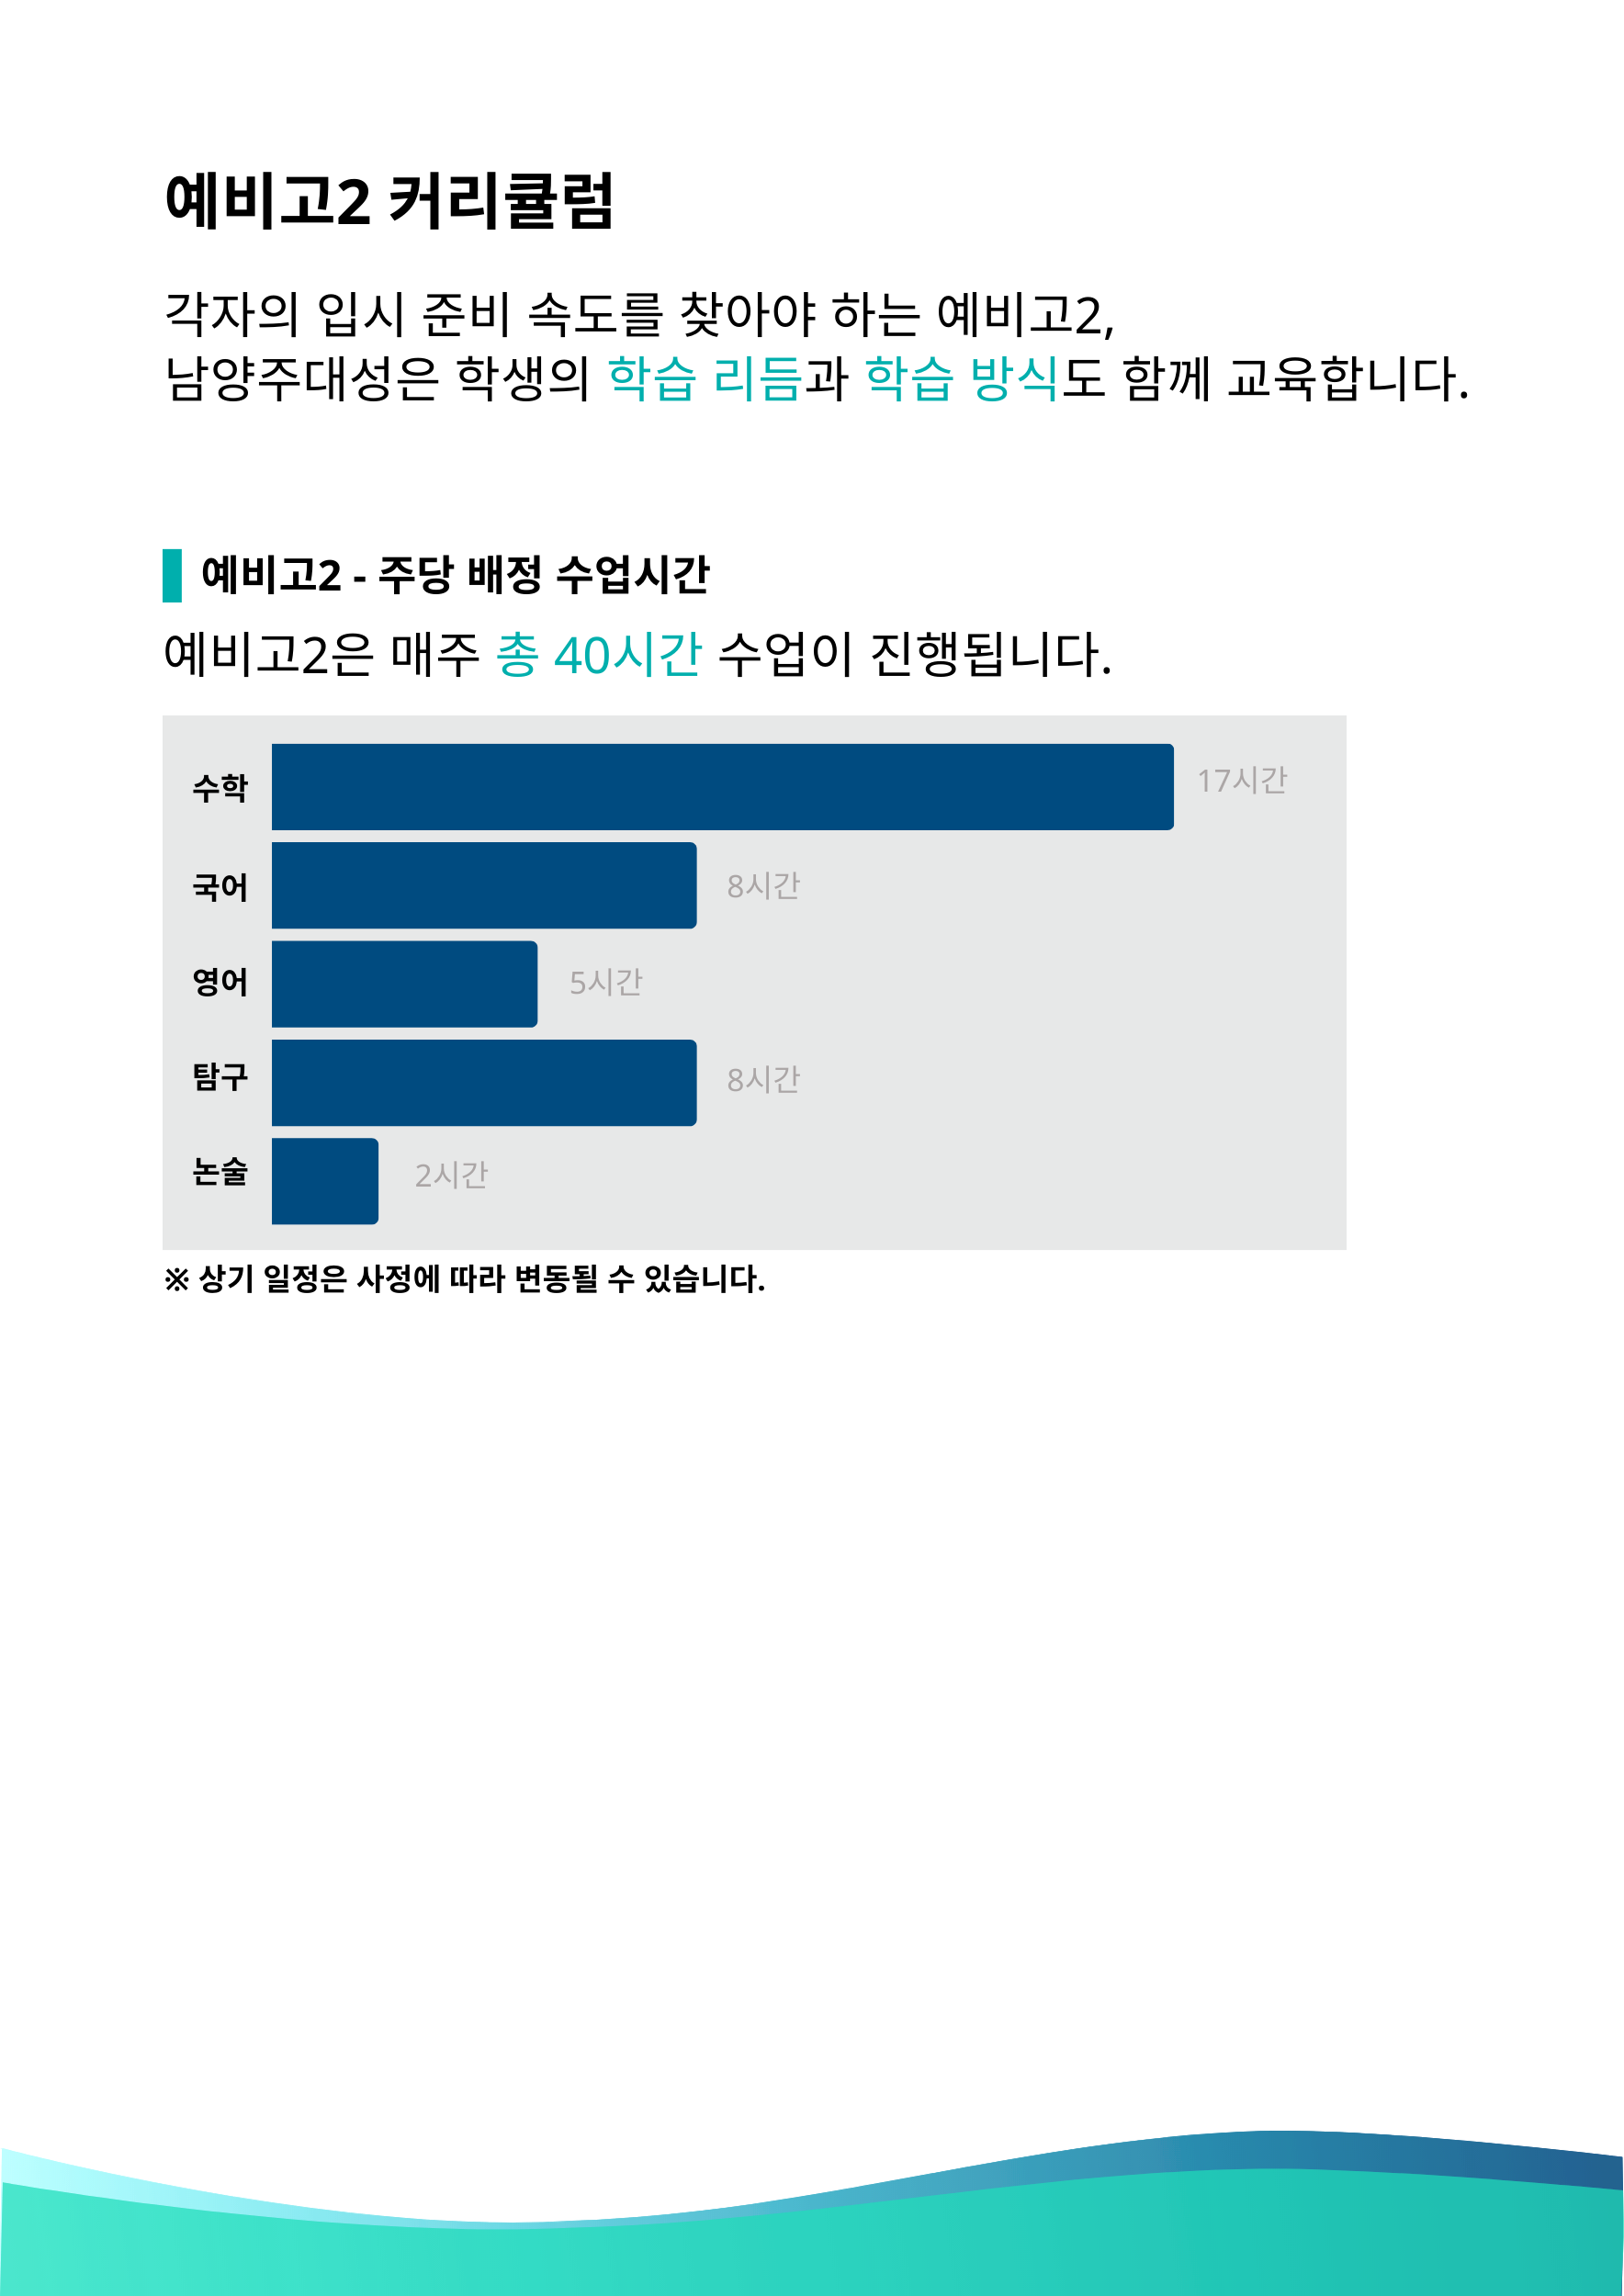 예비고2 커리큘럼
각자의 입시 준비 속도를 찾아야 하는 예비고2,
남양주대성은 학생의 학습 리듬과 학습 방식도 함께 교육합니다.
예비고2 - 주당 배정 수업시간
예비고2은 매주 총 40시간 수업이 진행됩니다.
수학 17시간
국어 8시간
영어 5시간
탐구 8시간
논술 2시간
※ 상기 일정은 사정에 따라 변동될 수 있습니다.